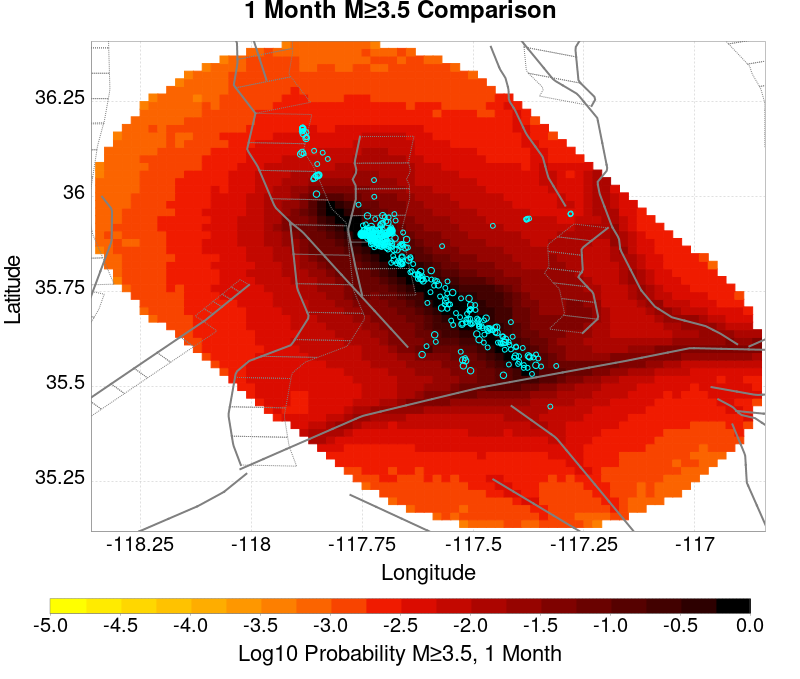 1 Month M≥3.5 Comparison
36.25
36
35.75
35.5
35.25
Latitude
-118.25 -118 -117.75 -117.5 -117.25 -117
Longitude
-5.0 -4.5 -4.0 -3.5 -3.0 -2.5 -2.0 -1.5 -1.0 -0.5 0.0
Log10 Probability M≥3.5, 1 Month